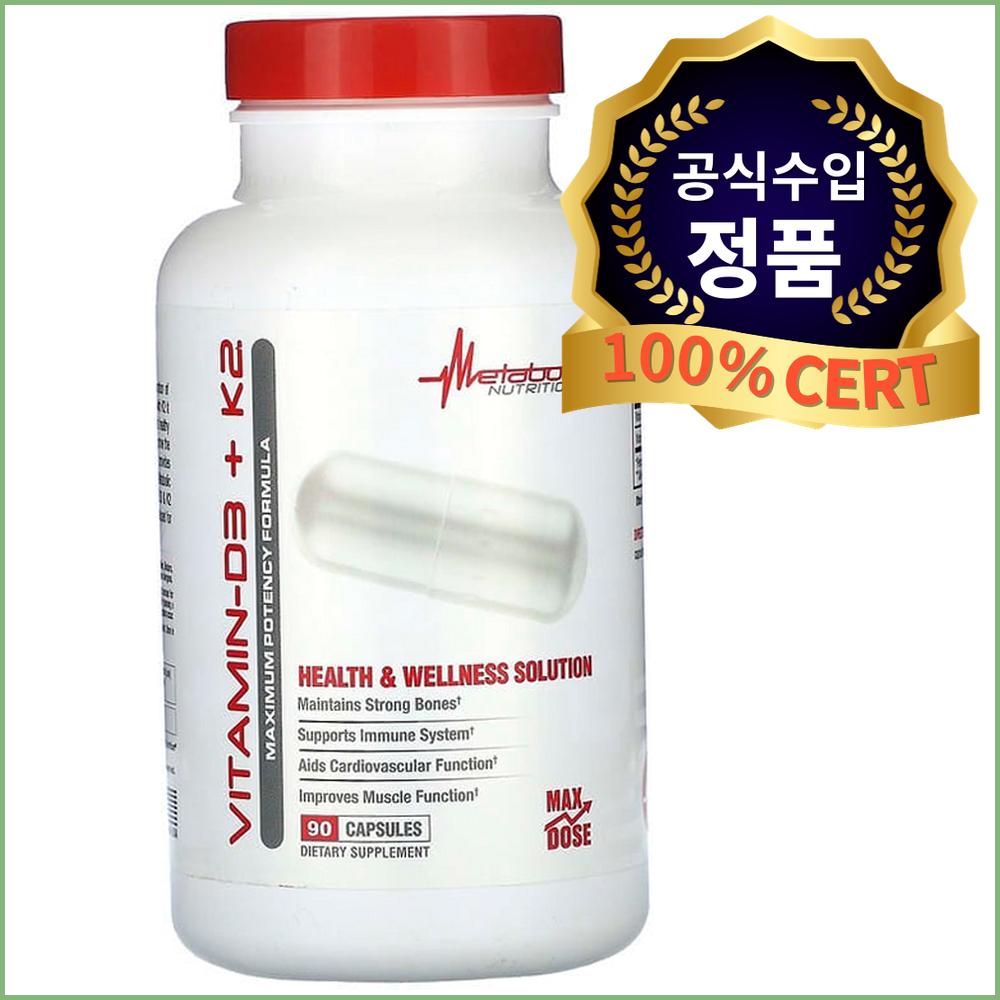 공식수입
정품
100% CERT
Metabo
NUTRITIO
VITAMIN-D3 + K2
MAXIMUM POTENCY FORMULA
HEALTH & WELLNESS SOLUTION
Maintains Strong Bones†
Supports Immune System†
Aids Cardiovascular Function†
Improves Muscle Function†
90 CAPSULES
DIETARY SUPPLEMENT
MAX
DOSE